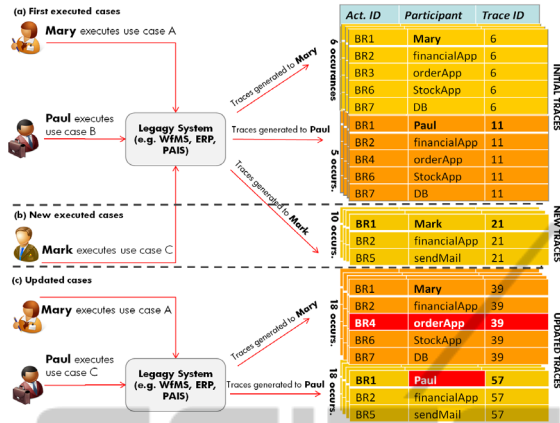 (a) First executed cases
Mary executes use case A
Paul executes
use case B
Legagy System
(e.g. WfMS, ERP,
PAIS)
Traces generated to Mary
Traces generated to Paul
Traces generated to Mark
6 occurances
5 occurs.
Act. ID Participant Trace ID
BR1 Mary 6
BR2 financialApp 6
BR3 orderApp 6
BR6 StockApp 6
BR7 DB 6
BR1 Paul 11
BR2 financialApp 11
BR4 orderApp 11
BR6 StockApp 11
BR7 DB 11
INITIAL TRACES
(b) New executed cases
Mark executes use case C
10 occurs.
BR1 Mark 21
BR2 financialApp 21
BR5 sendMail 21
NEW TRACES
(c) Updated cases
Mary executes use case A
Paul executes
use case C
Legagy System
(e.g. WfMS, ERP,
PAIS)
Traces generated to Mary
Traces generated to Paul
18 occurs.
18 occurs.
BR1 Mary 39
BR2 financialApp 39
BR4 orderApp 39
BR6 StockApp 39
BR7 DB 39
BR1 Paul 57
BR2 financialApp 57
BR5 sendMail 57
UPDATED TRACES